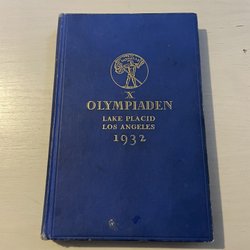 X
OLYMPIADEN
LAKE PLACID
LOS ANGELES
1932